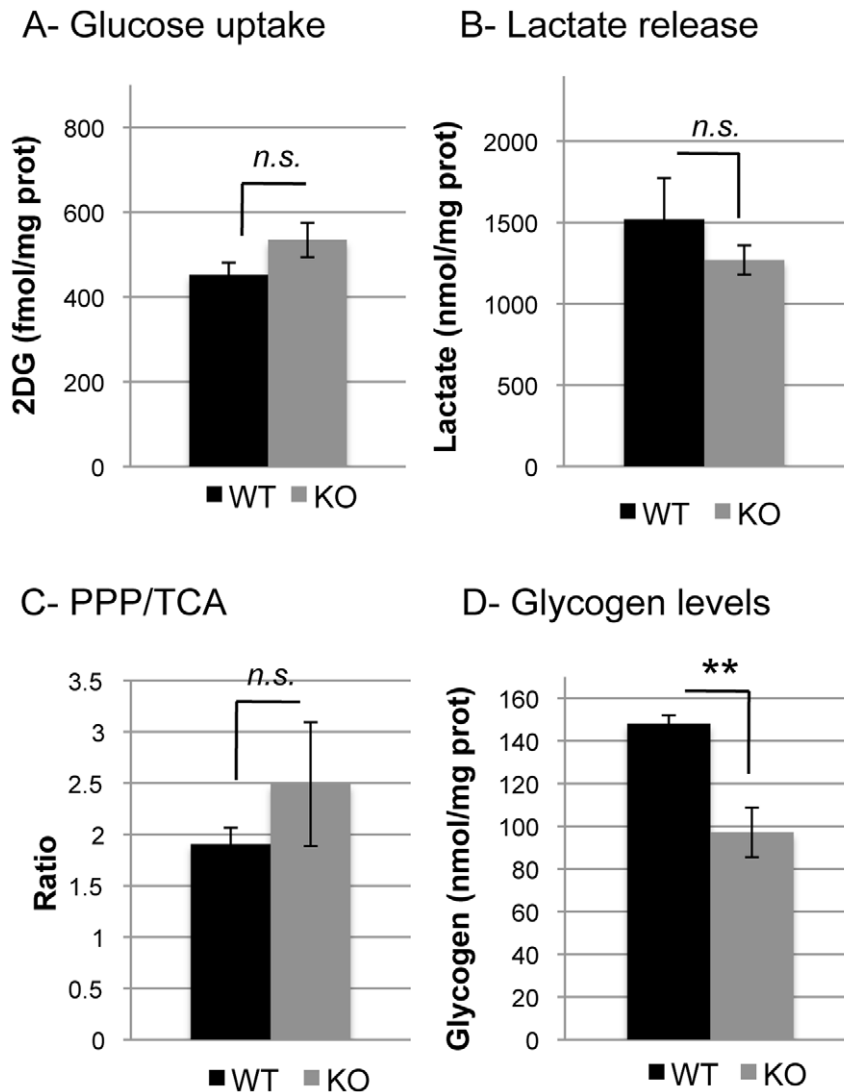 A- Glucose uptake
2DG (fmol/mg prot)
800
600
400
200
0
n.s.
WT KO
B- Lactate release
Lactate (nmol/mg prot)
2000
1500
1000
500
0
n.s.
WT KO
C- PPP/TCA
Ratio
3.5
3
2.5
2
1.5
1
0.5
0
n.s.
WT KO
D- Glycogen levels
Glycogen (nmol/mg prot)
160
140
120
100
80
60
40
20
0
**
WT KO